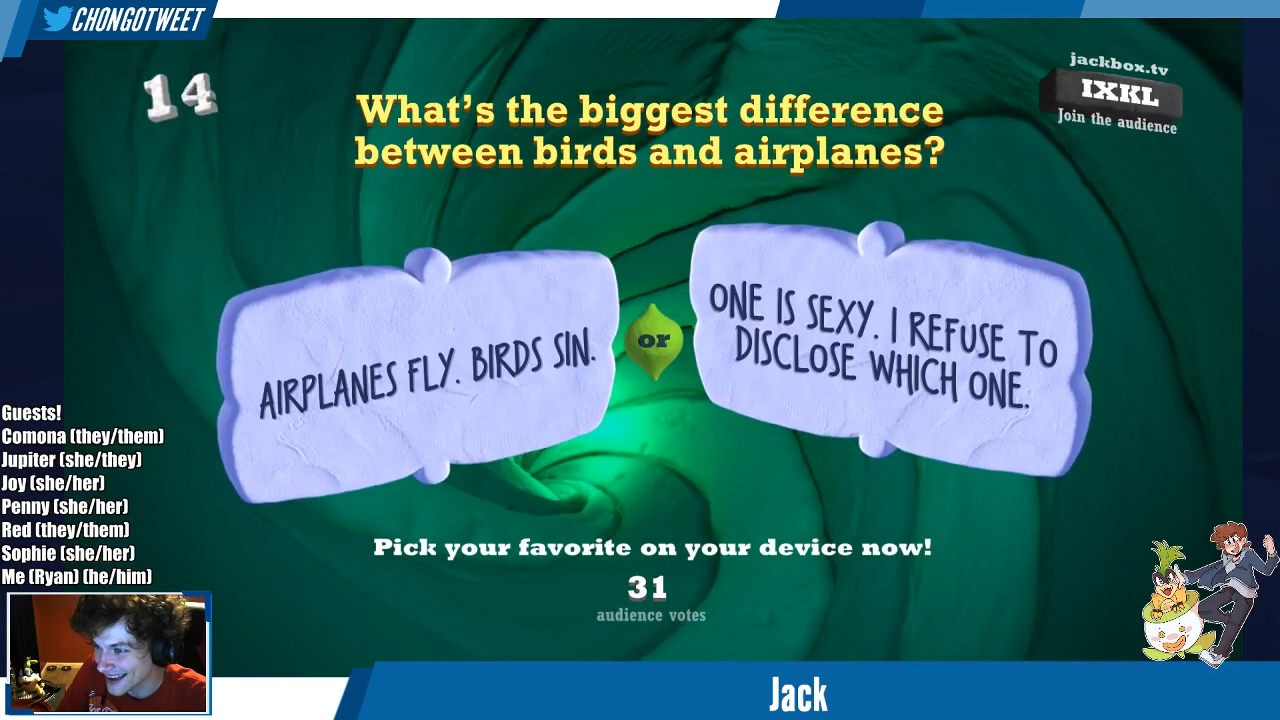 CHONGOTWEET
14
jackbox.tv
IXKL
Join the audience
What's the biggest difference
between birds and airplanes?
AIRPLANES FLY. BIRDS SIN.
or
ONE IS SEXY. I REFUSE TO
DISCLOSE WHICH ONE.
Guests!
Comona (they/them)
Jupiter (she/they)
Joy (she/her)
Penny (she/her)
Red (they/them)
Sophie (she/her)
Me (Ryan) (he/him)
Pick your favorite on your device now!
31
audience votes
Jack